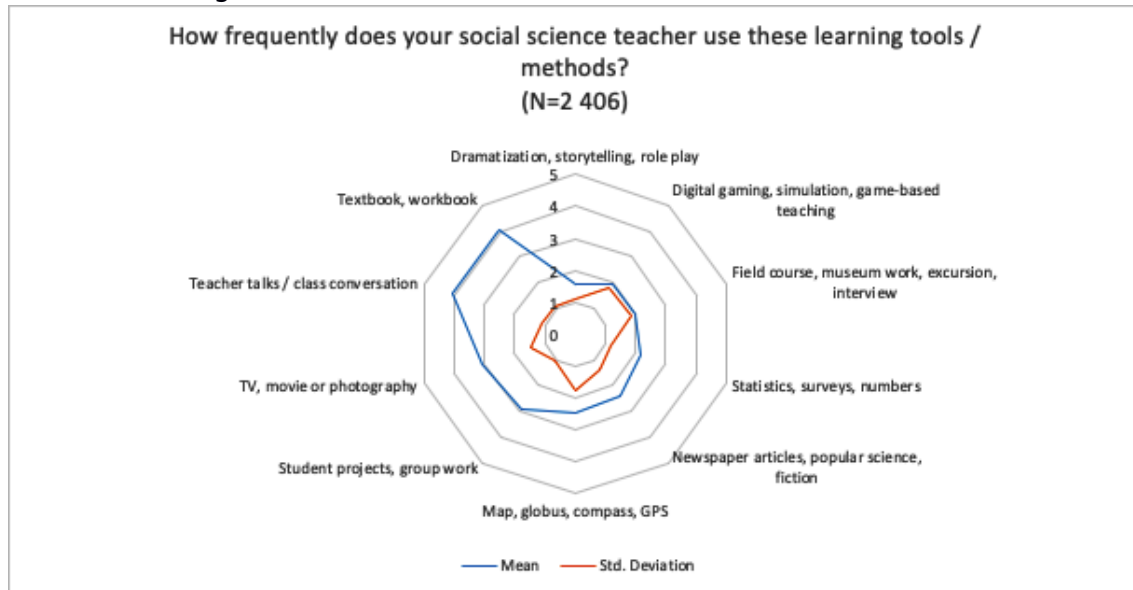 How frequently does your social science teacher use these learning tools /
methods?
(N=2 406)
Dramatization, storytelling, role play
5
Textbook, workbook
4
Digital gaming, simulation, game-based
teaching
3
2
Teacher talks / class conversation
Field course, museum work, excursion,
interview
1
0
TV, movie or photography
Statistics, surveys, numbers
Student projects, group work
Newspaper articles, popular science,
fiction
Map, globus, compass, GPS
Mean
Std. Deviation